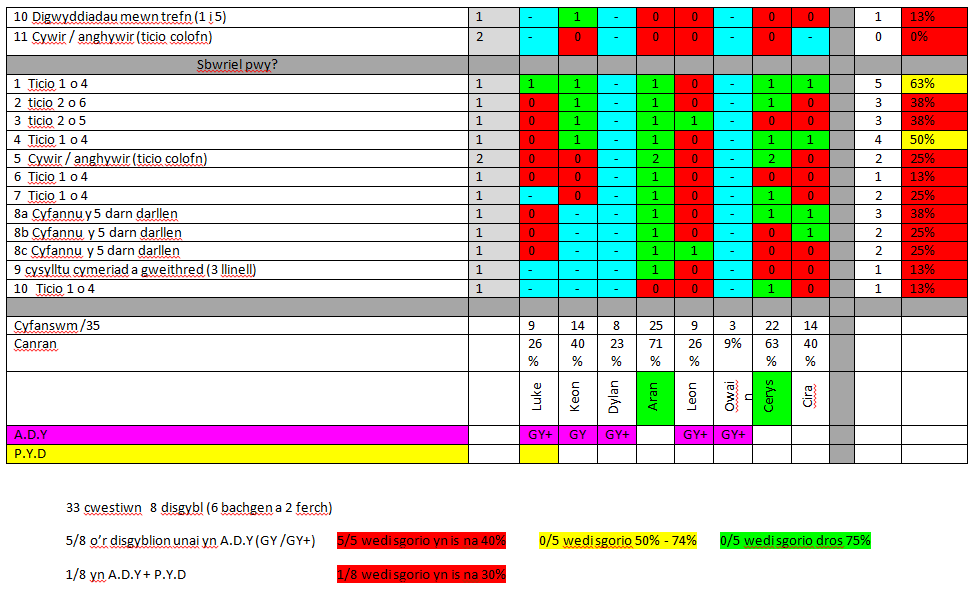 10 Digwyddiadau mewn trefn (1 i 5) 1 - 1 - 0 0 - 0 0 1 13%
11 Cywir / anghywir (ticio colofn) 2 - 0 - 0 0 - 0 - 0 0%
Sbwriel pwy?
1 Ticio 1 o 4 1 1 1 - 1 0 - 1 1 5 63%
2 ticio 2 o 6 1 0 1 - 1 0 - 1 0 3 38%
3 ticio 2 o 5 1 0 1 - 1 1 - 0 0 3 38%
4 Ticio 1 o 4 1 0 1 - 1 0 - 1 1 4 50%
5 Cywir / anghywir (ticio colofn) 2 0 0 - 2 0 - 2 0 2 25%
6 Ticio 1 o 4 1 0 0 - 1 0 - 0 0 1 13%
7 Ticio 1 o 4 1 - 0 - 1 0 - 1 0 2 25%
8a Cyfannu y 5 darn darllen 1 0 - - 1 0 - 1 1 3 38%
8b Cyfannu y 5 darn darllen 1 0 - - 1 0 - 0 1 2 25%
8c Cyfannu y 5 darn darllen 1 0 - - 1 1 - 0 0 2 25%
9 cysylltu cymeriad a gweithred (3 llinell) 1 - - - 1 0 - 0 0 1 13%
10 Ticio 1 o 4 1 - - - 0 0 - 1 0 1 13%
Cyfanswm /35 9 14 8 25 9 3 22 14
Canran 26 % 40 % 23 % 71 % 26 % 9% 63 % 40 %
Luke Keon Dylan Aran Leon Owain Cerys Cira
A.D.Y GY+ GY GY+ GY+ GY+
P.Y.D
33 cwestiwn 8 disgybl (6 bachgen a 2 ferch)
5/8 o'r disgyblion unai yn A.D.Y (GY /GY+) 5/5 wedi sgorio yn is na 40% 0/5 wedi sgorio 50% - 74% 0/5 wedi sgorio dros 75%
1/8 yn A.D.Y + P.Y.D 1/8 wedi sgorio yn is na 30%